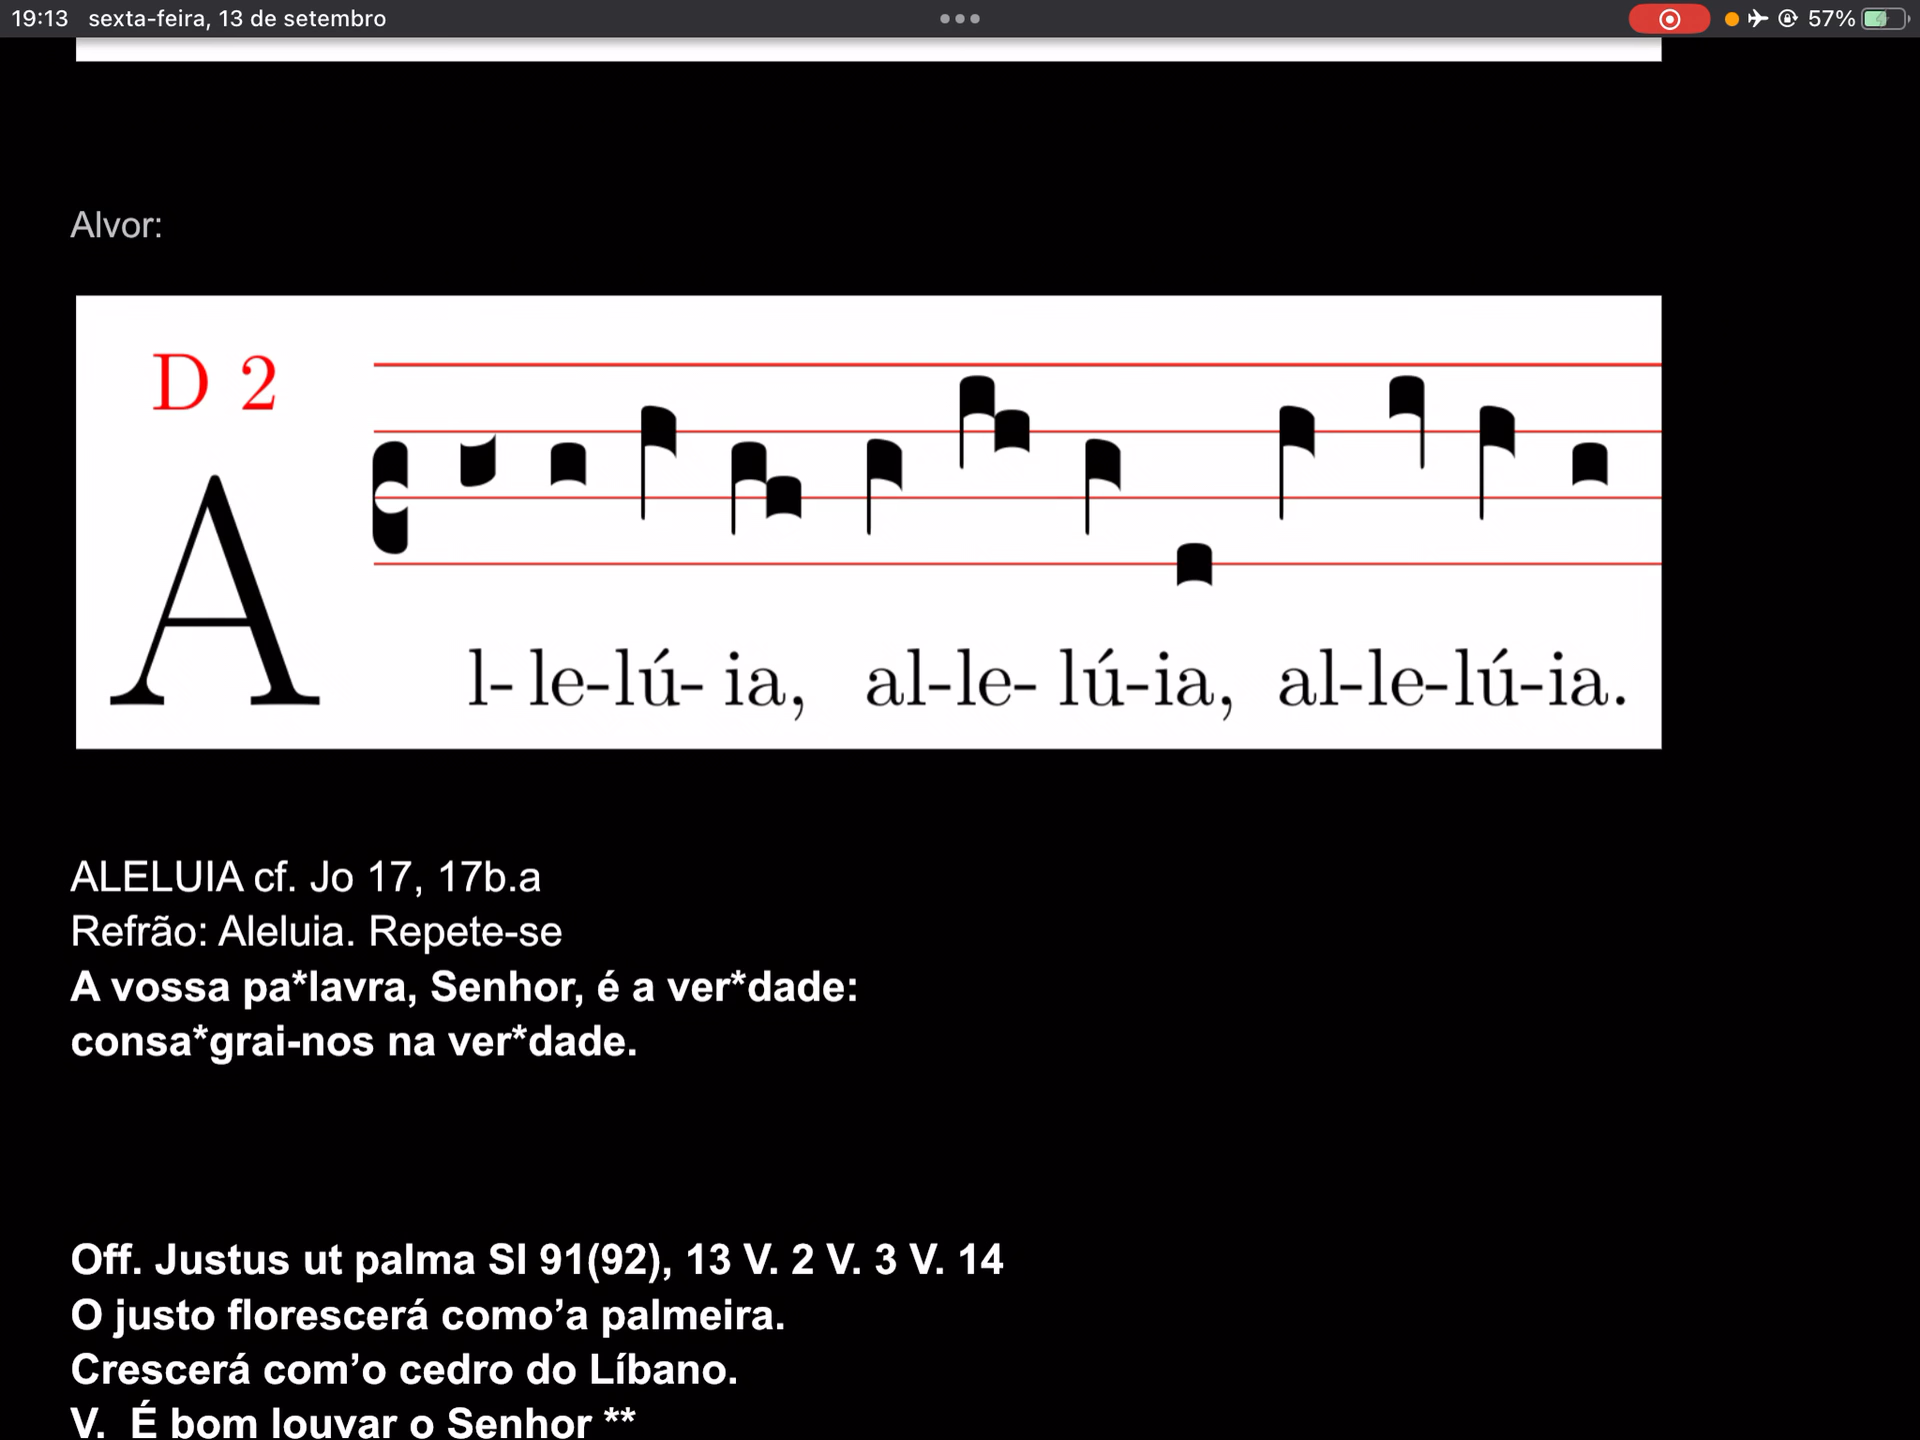 19:13 sexta-feira, 13 de setembro 57%
Alvor:
D 2
Al-le-lú-ia, al-le-lú-ia, al-le-lú-ia.
ALELUIA cf. Jo 17, 17b.a
Refrão: Aleluia. Repete-se
A vossa pa*lavra, Senhor, é a ver*dade:
consa*grai-nos na ver*dade.
Off. Justus ut palma Sl 91(92), 13 V. 2 V. 3 V. 14
O justo florescerá como’a palmeira.
Crescerá com’o cedro do Líbano.
V. É bom louvar o Senhor **